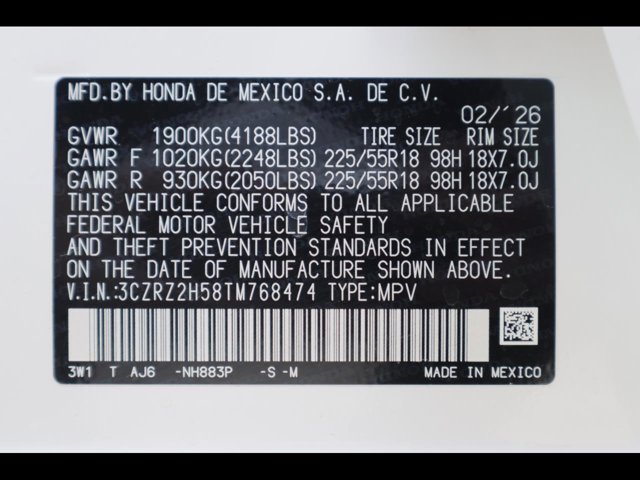 MFD.BY HONDA DE MEXICO S.A. DE C.V.
02/'26
GVWR 1900KG(4188LBS) TIRE SIZE RIM SIZE
GAWR F 1020KG(2248LBS) 225/55R18 98H 18X7.0J
GAWR R 930KG(2050LBS) 225/55R18 98H 18X7.0J
THIS VEHICLE CONFORMS TO ALL APPLICABLE
FEDERAL MOTOR VEHICLE SAFETY
AND THEFT PREVENTION STANDARDS IN EFFECT
ON THE DATE OF MANUFACTURE SHOWN ABOVE.
V.I.N.:3CZRZ2H58TM768474 TYPE:MPV
3W1 T AJ6 -NH883P -S -M MADE IN MEXICO